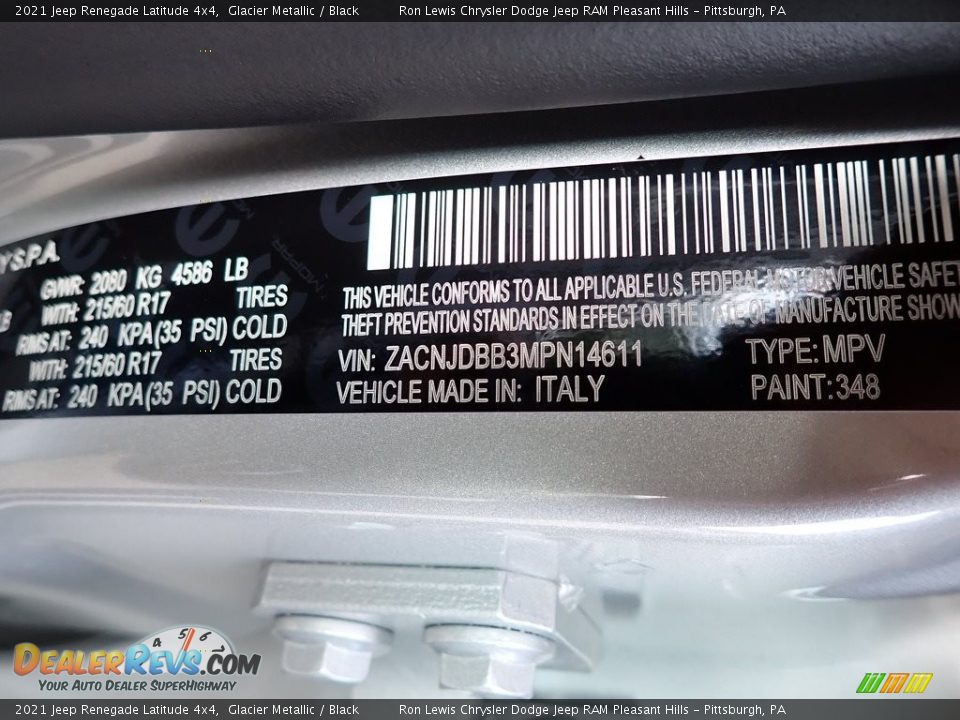 2021 Jeep Renegade Latitude 4x4, Glacier Metallic / Black Ron Lewis Chrysler Dodge Jeep RAM Pleasant Hills - Pittsburgh, PA
Y S.P.A.
GVWR: 2080 KG 4586 LB
WITH: 215/60 R17 TIRES
RIMS AT: 240 KPA(35 PSI) COLD
WITH: 215/60 R17 TIRES
RIMS AT: 240 KPA(35 PSI) COLD
THIS VEHICLE CONFORMS TO ALL APPLICABLE U.S. FEDERAL MOTOR VEHICLE SAFET
THEFT PREVENTION STANDARDS IN EFFECT ON THE DATE OF MANUFACTURE SHOW
VIN: ZACNJDBB3MPN14611 TYPE: MPV
VEHICLE MADE IN: ITALY PAINT: 348
4 5 6
DEALERREVS.COM
YOUR AUTO DEALER SUPERHIGHWAY
2021 Jeep Renegade Latitude 4x4, Glacier Metallic / Black Ron Lewis Chrysler Dodge Jeep RAM Pleasant Hills - Pittsburgh, PA